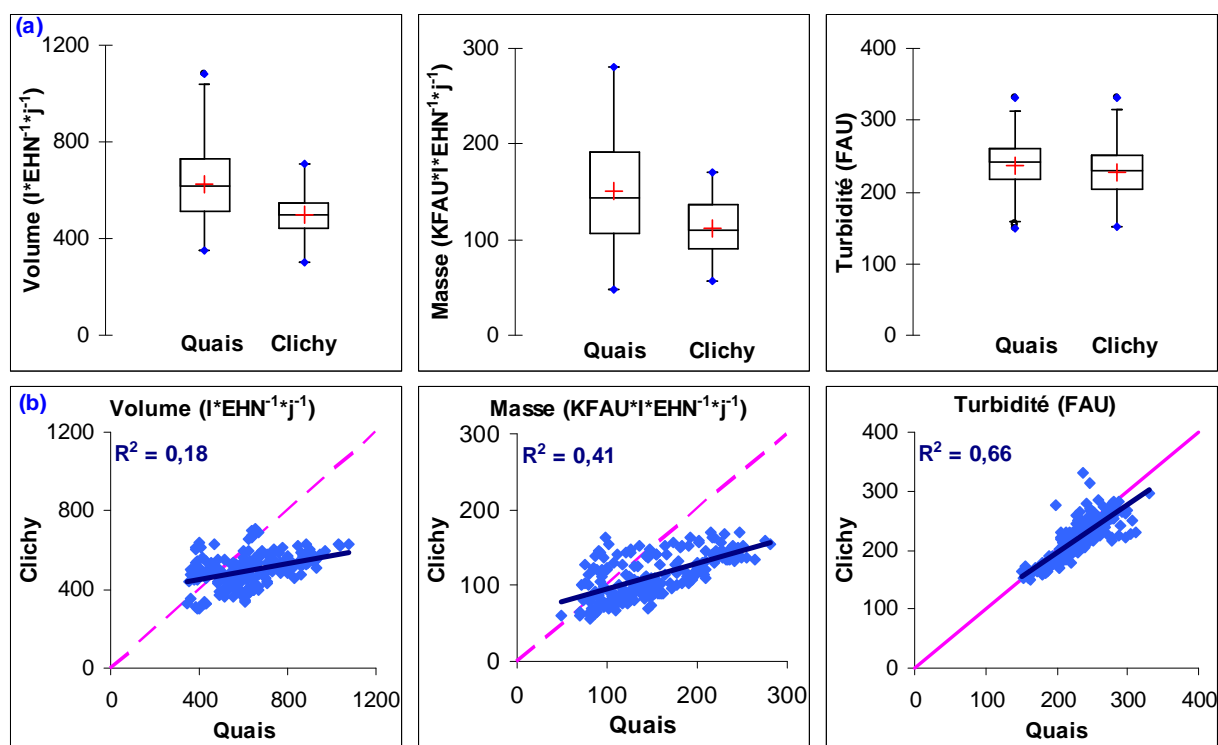 (a)
Volume (l*EHN⁻¹*j⁻¹)
1200
800
400
0
Quais Clichy
Masse (KFAU*l*EHN⁻¹*j⁻¹)
300
200
100
0
Quais Clichy
Turbidité (FAU)
400
300
200
100
0
Quais Clichy
(b)
Volume (l*EHN⁻¹*j⁻¹)
R² = 0,18
Clichy
1200
800
400
0
0 400 800 1200
Quais
Masse (KFAU*l*EHN⁻¹*j⁻¹)
R² = 0,41
Clichy
300
200
100
0
0 100 200 300
Quais
Turbidité (FAU)
R² = 0,66
Clichy
400
300
200
100
0
0 100 200 300 400
Quais